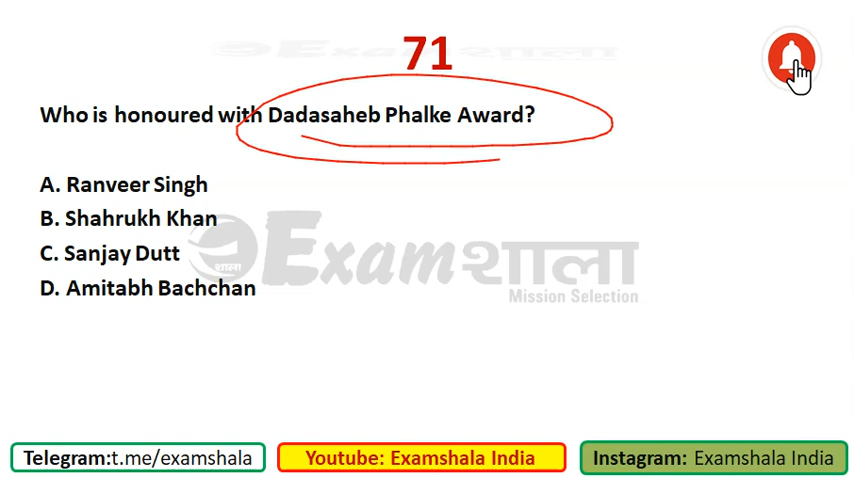 Examशाला
71
Who is honoured with Dadasaheb Phalke Award?
A. Ranveer Singh
B. Shahrukh Khan
C. Sanjay Dutt
D. Amitabh Bachchan
शाला
Examशाला
Mission Selection
Telegram:t.me/examshala
Youtube: Examshala India
Instagram: Examshala India